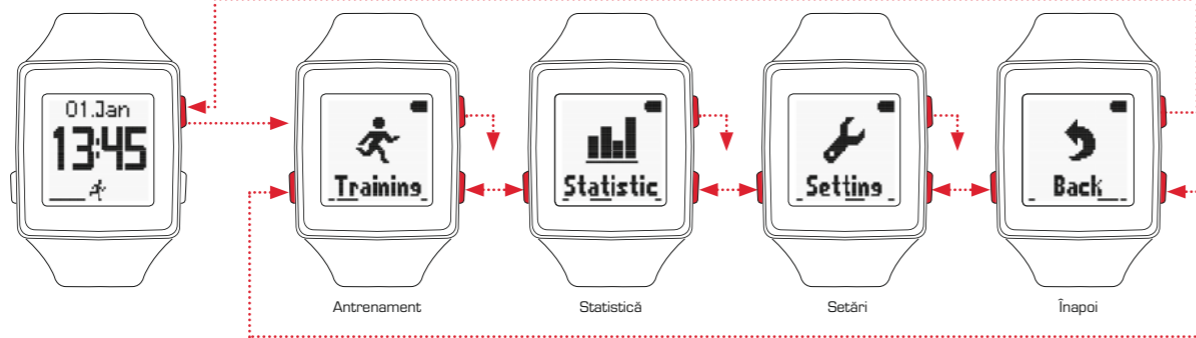 01.Jan
13:45
Training
Statistic
Setting
Back
Antrenament
Statistică
Setări
Înapoi